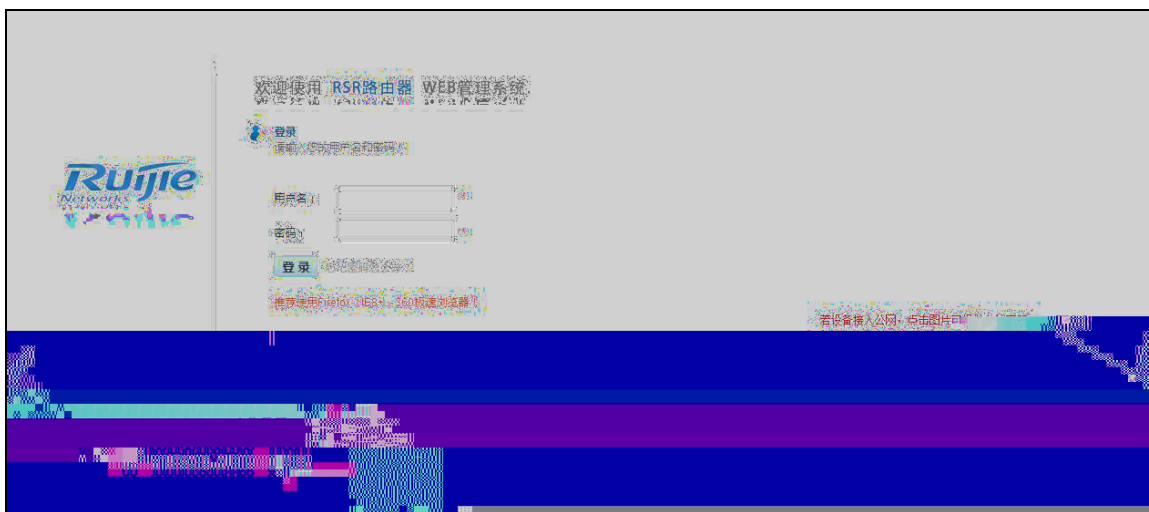 欢迎使用 RSR路由器 WEB管理系统
登录
请输入您的用户名和密码
Ruijie
Networks
用户名
密码
登录
推荐使用Firefox、IE8+、360极速浏览器
若设备接入公网，点击图片可